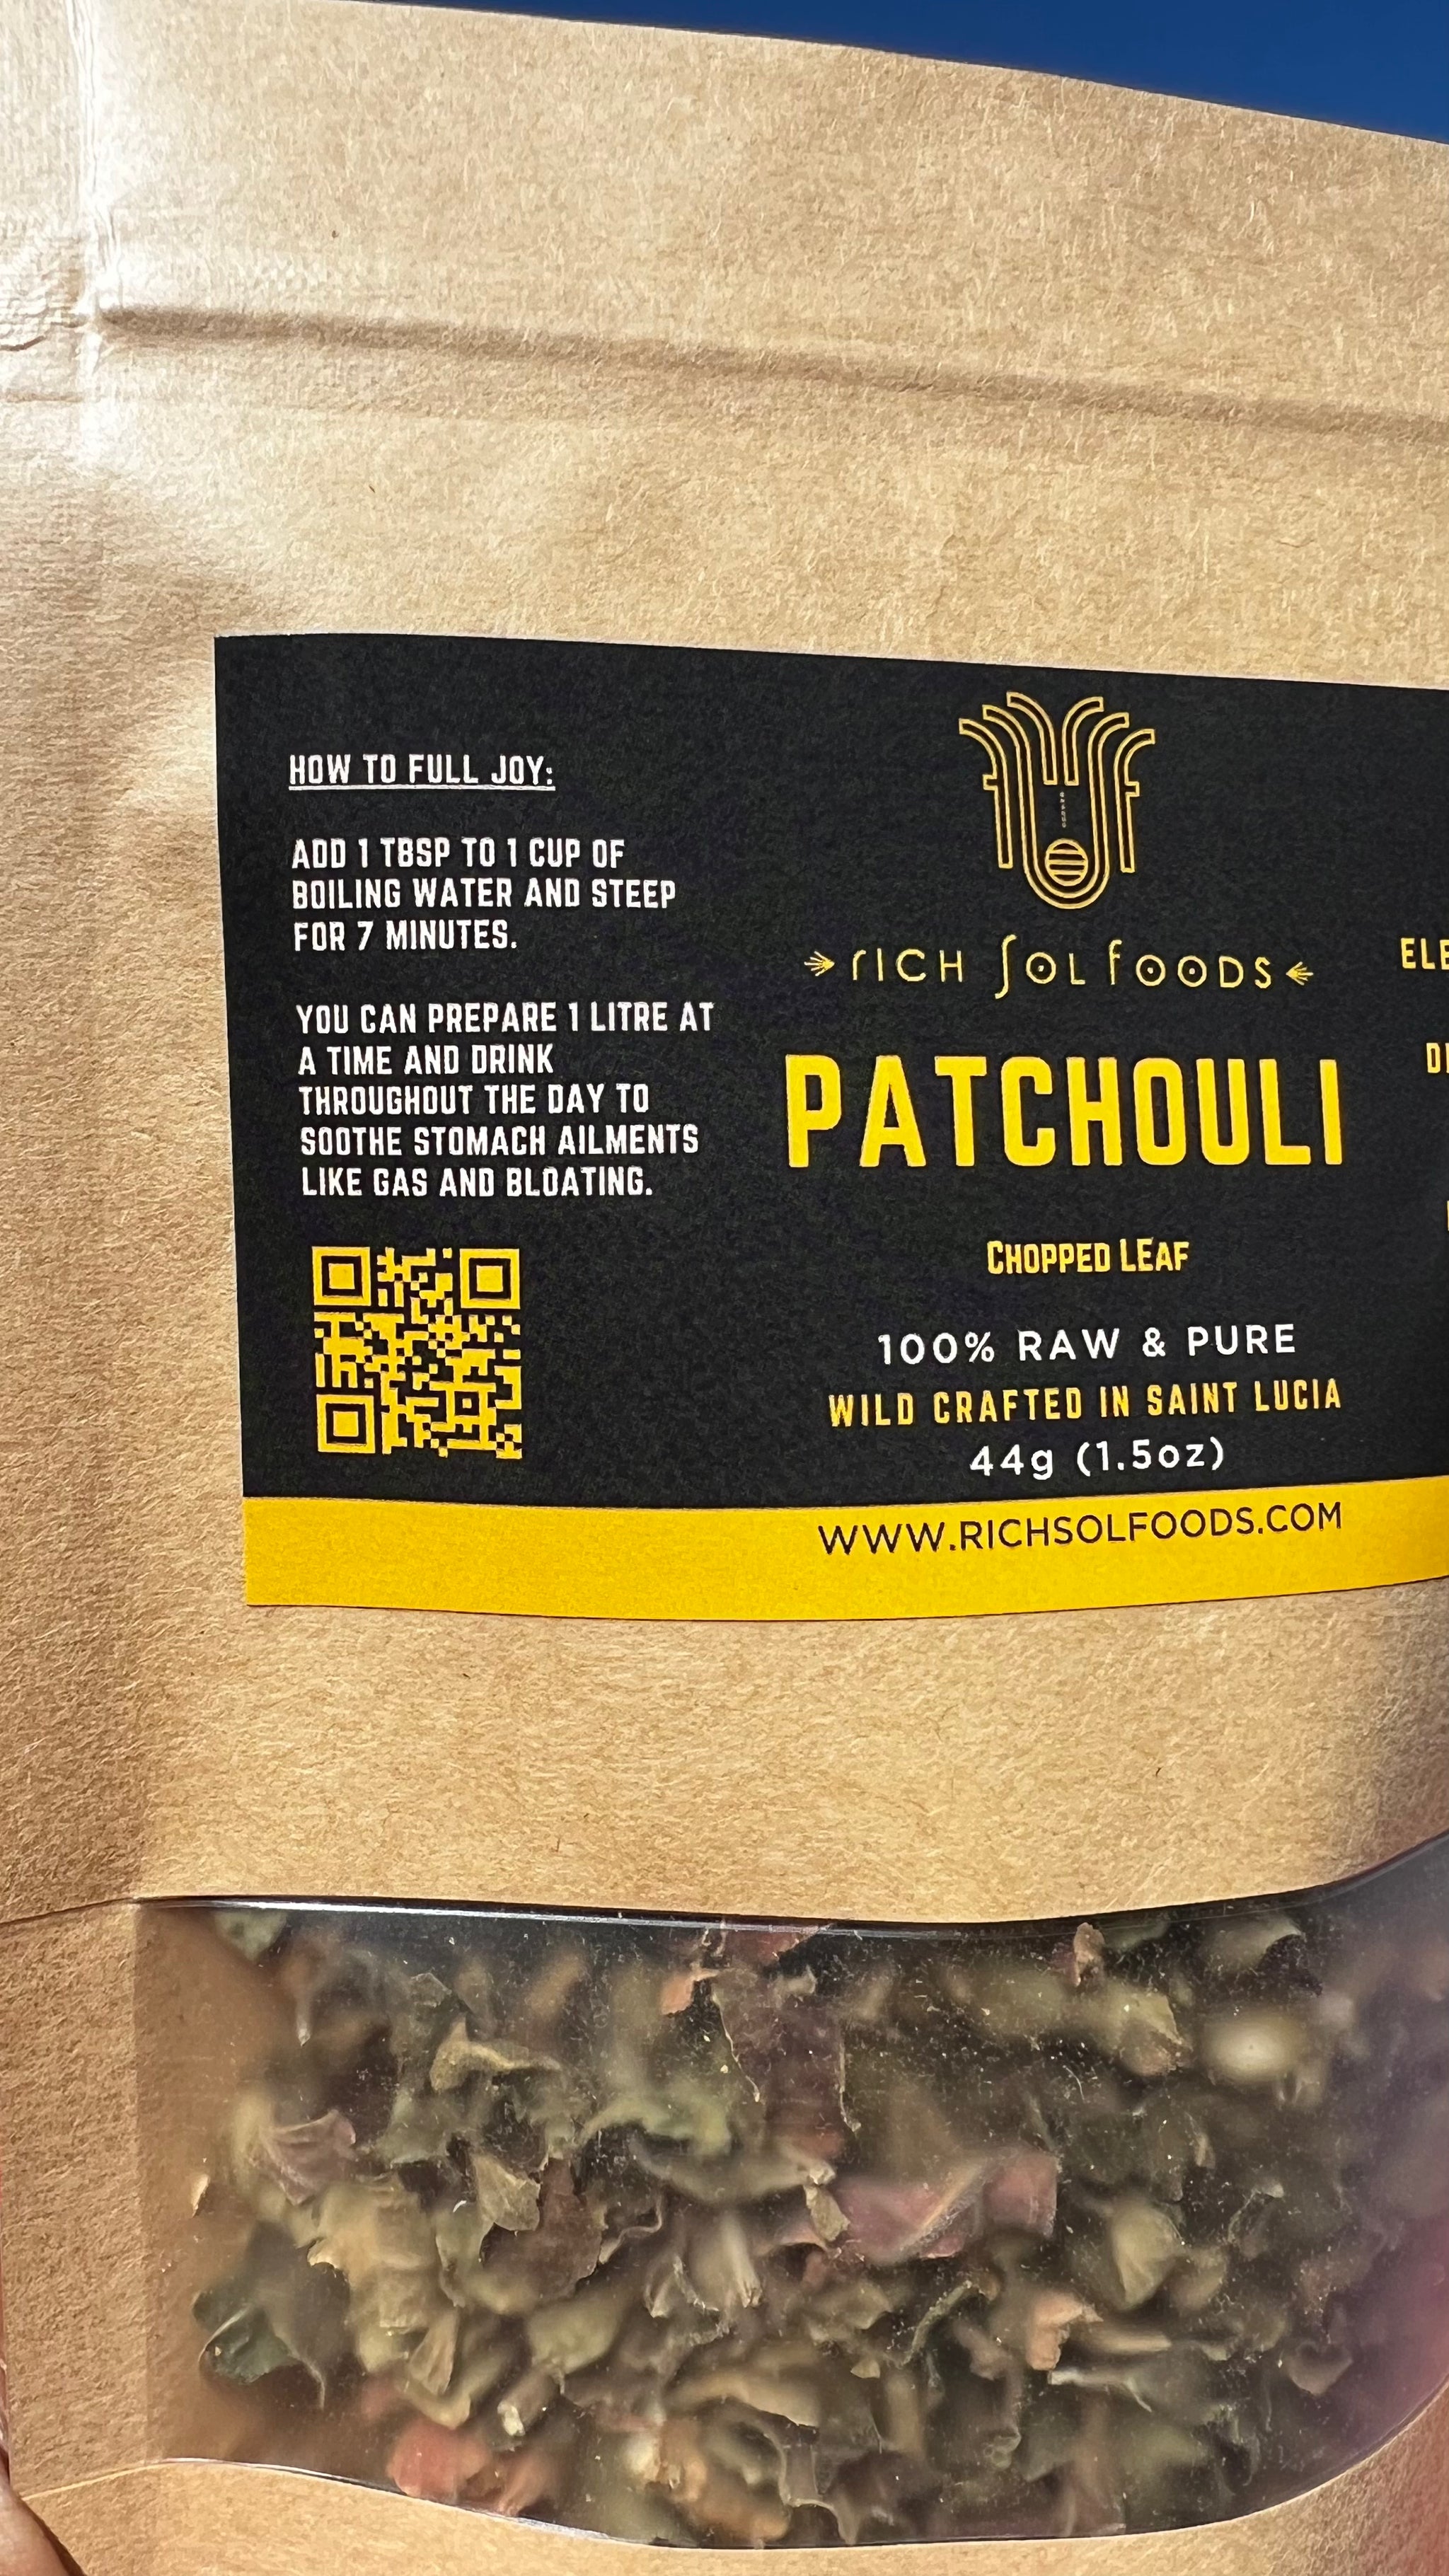 HOW TO FULL JOY:
ADD 1 TBSP TO 1 CUP OF
BOILING WATER AND STEEP
FOR 7 MINUTES.
YOU CAN PREPARE 1 LITRE AT
A TIME AND DRINK
THROUGHOUT THE DAY TO
SOOTHE STOMACH AILMENTS
LIKE GAS AND BLOATING.
rICH SOL fOODS
PATCHOULI
CHOPPED LEAF
100% RAW & PURE
WILD CRAFTED IN SAINT LUCIA
44g (1.5oz)
WWW.RICHSOLFOODS.COM